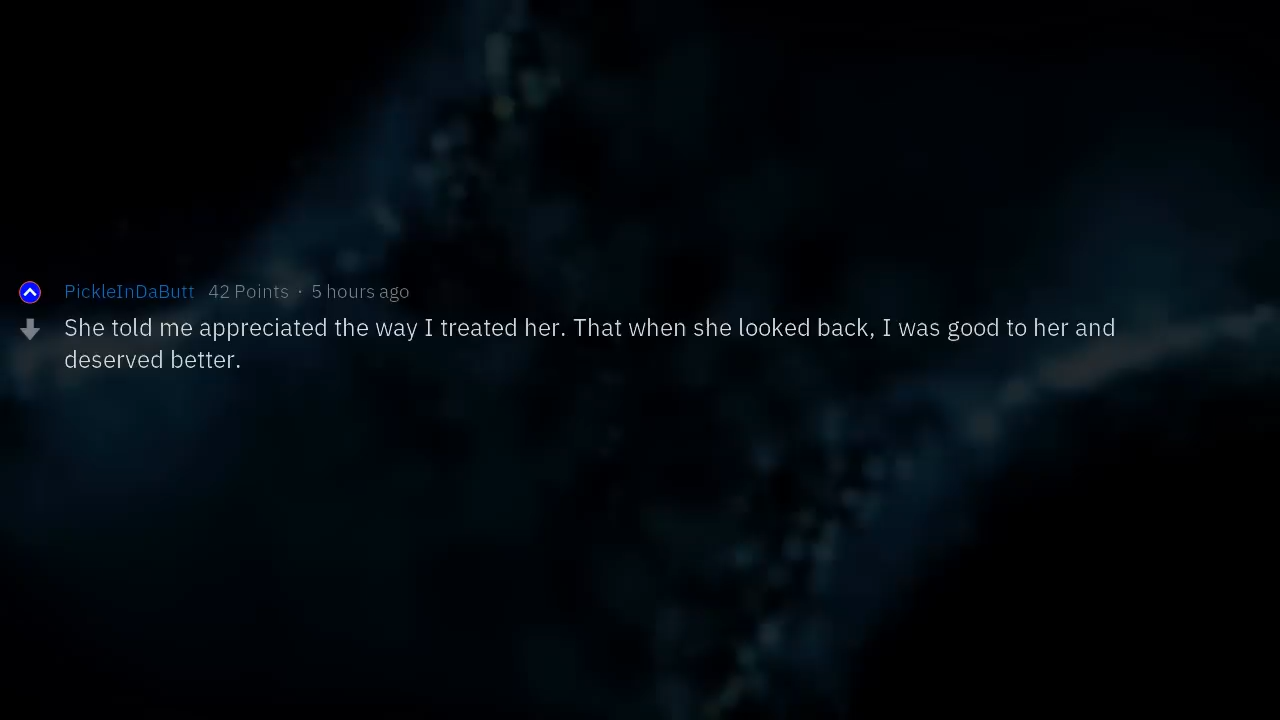 PickleInDaButt 42 Points · 5 hours ago
She told me appreciated the way I treated her. That when she looked back, I was good to her and
deserved better.